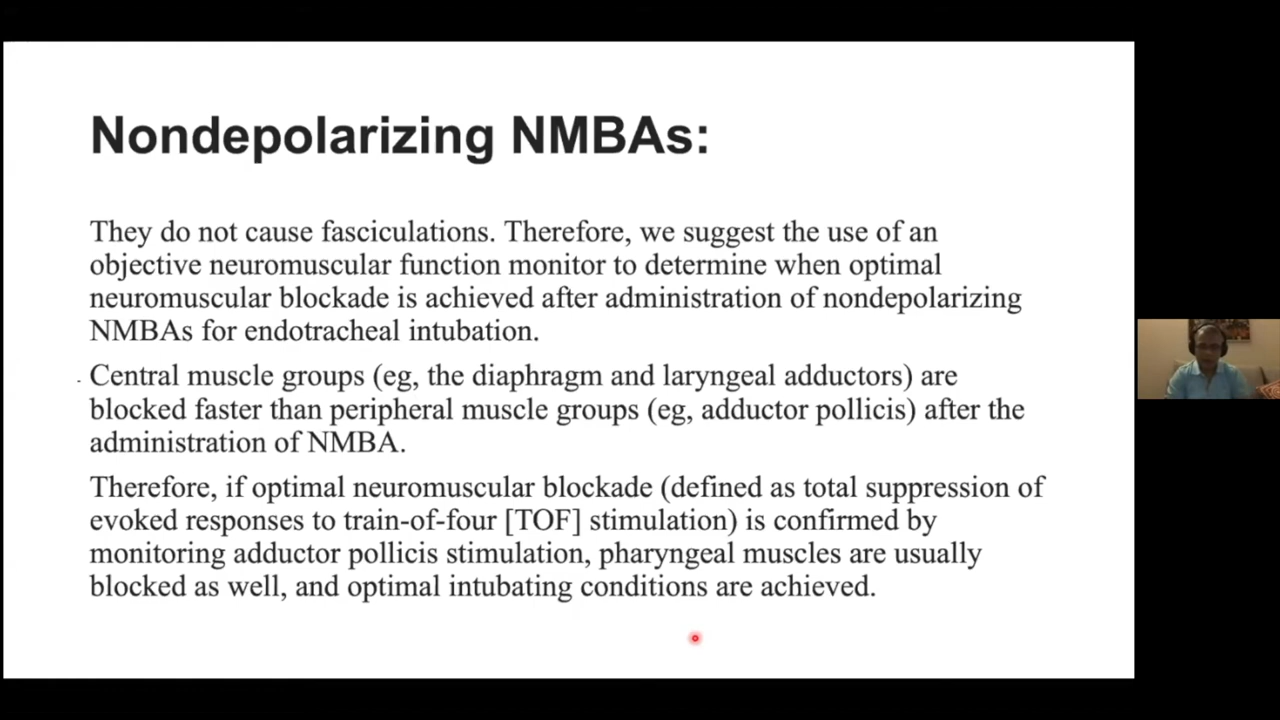 Nondepolarizing NMBAs:
They do not cause fasciculations. Therefore, we suggest the use of an
objective neuromuscular function monitor to determine when optimal
neuromuscular blockade is achieved after administration of nondepolarizing
NMBAs for endotracheal intubation.
Central muscle groups (eg, the diaphragm and laryngeal adductors) are
blocked faster than peripheral muscle groups (eg, adductor pollicis) after the
administration of NMBA.
Therefore, if optimal neuromuscular blockade (defined as total suppression of
evoked responses to train-of-four [TOF] stimulation) is confirmed by
monitoring adductor pollicis stimulation, pharyngeal muscles are usually
blocked as well, and optimal intubating conditions are achieved.